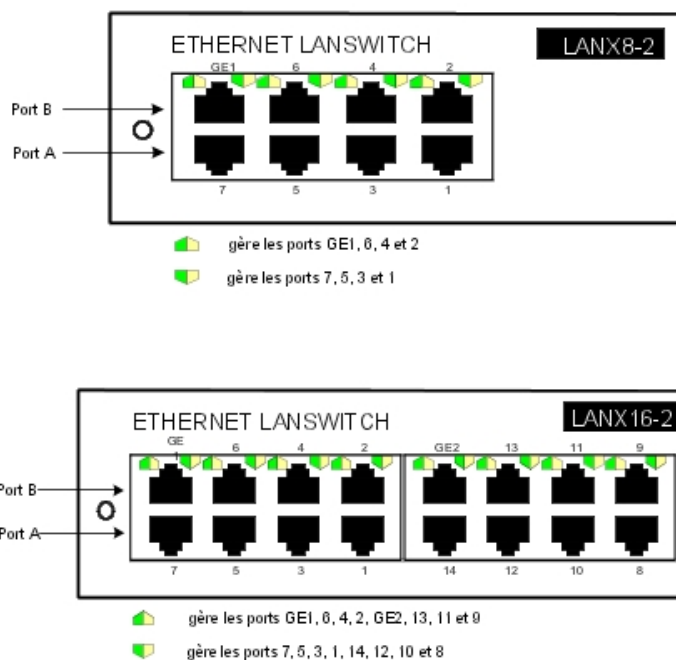 ETHERNET LANSWITCH
LANX8-2
GE1 6 4 2
Port B
Port A
7 5 3 1
gère les ports GE1, 6, 4 et 2
gère les ports 7, 5, 3 et 1
ETHERNET LANSWITCH
LANX16-2
GE 1 6 4 2 GE2 13 11 9
Port B
Port A
7 5 3 1 14 12 10 8
gère les ports GE1, 6, 4, 2, GE2, 13, 11 et 9
gère les ports 7, 5, 3, 1, 14, 12, 10 et 8